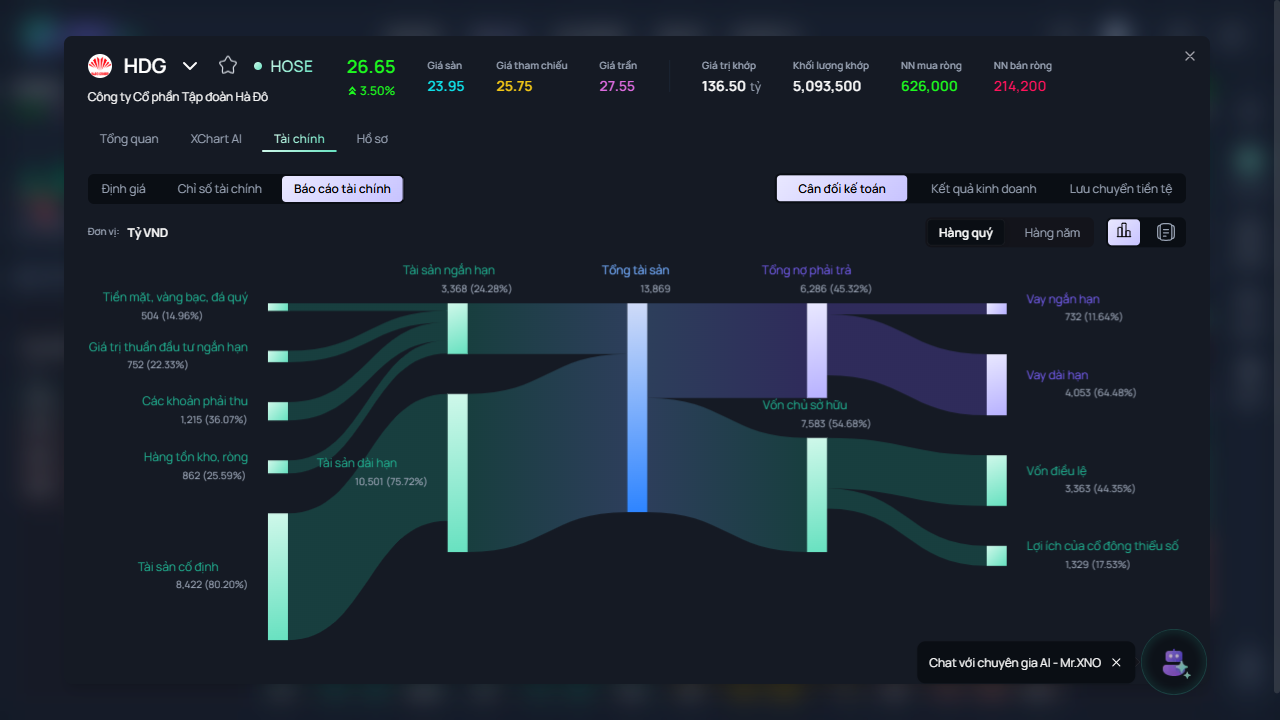 HDG
HOSE
26.65
3.50%
Công ty Cổ phần Tập đoàn Hà Đô
Giá sàn
23.95
Giá tham chiếu
25.75
Giá trần
27.55
Giá trị khớp
136.50 tỷ
Khối lượng khớp
5,093,500
NN mua ròng
626,000
NN bán ròng
214,200
Tổng quan
XChart AI
Tài chính
Hồ sơ
Định giá
Chỉ số tài chính
Báo cáo tài chính
Cân đối kế toán
Kết quả kinh doanh
Lưu chuyển tiền tệ
Đơn vị: Tỷ VND
Hàng quý
Hàng năm
Tiền mặt, vàng bạc, đá quý
504 (14.96%)
Giá trị thuần đầu tư ngắn hạn
752 (22.33%)
Các khoản phải thu
1,215 (36.07%)
Hàng tồn kho, ròng
862 (25.59%)
Tài sản cố định
8,422 (80.20%)
Tài sản ngắn hạn
3,368 (24.28%)
Tài sản dài hạn
10,501 (75.72%)
Tổng tài sản
13,869
Tổng nợ phải trả
6,286 (45.32%)
Vốn chủ sở hữu
7,583 (54.68%)
Vay ngắn hạn
732 (11.64%)
Vay dài hạn
4,053 (64.48%)
Vốn điều lệ
3,363 (44.35%)
Lợi ích của cổ đông thiểu số
1,329 (17.53%)
Chat với chuyên gia AI - Mr.XNO